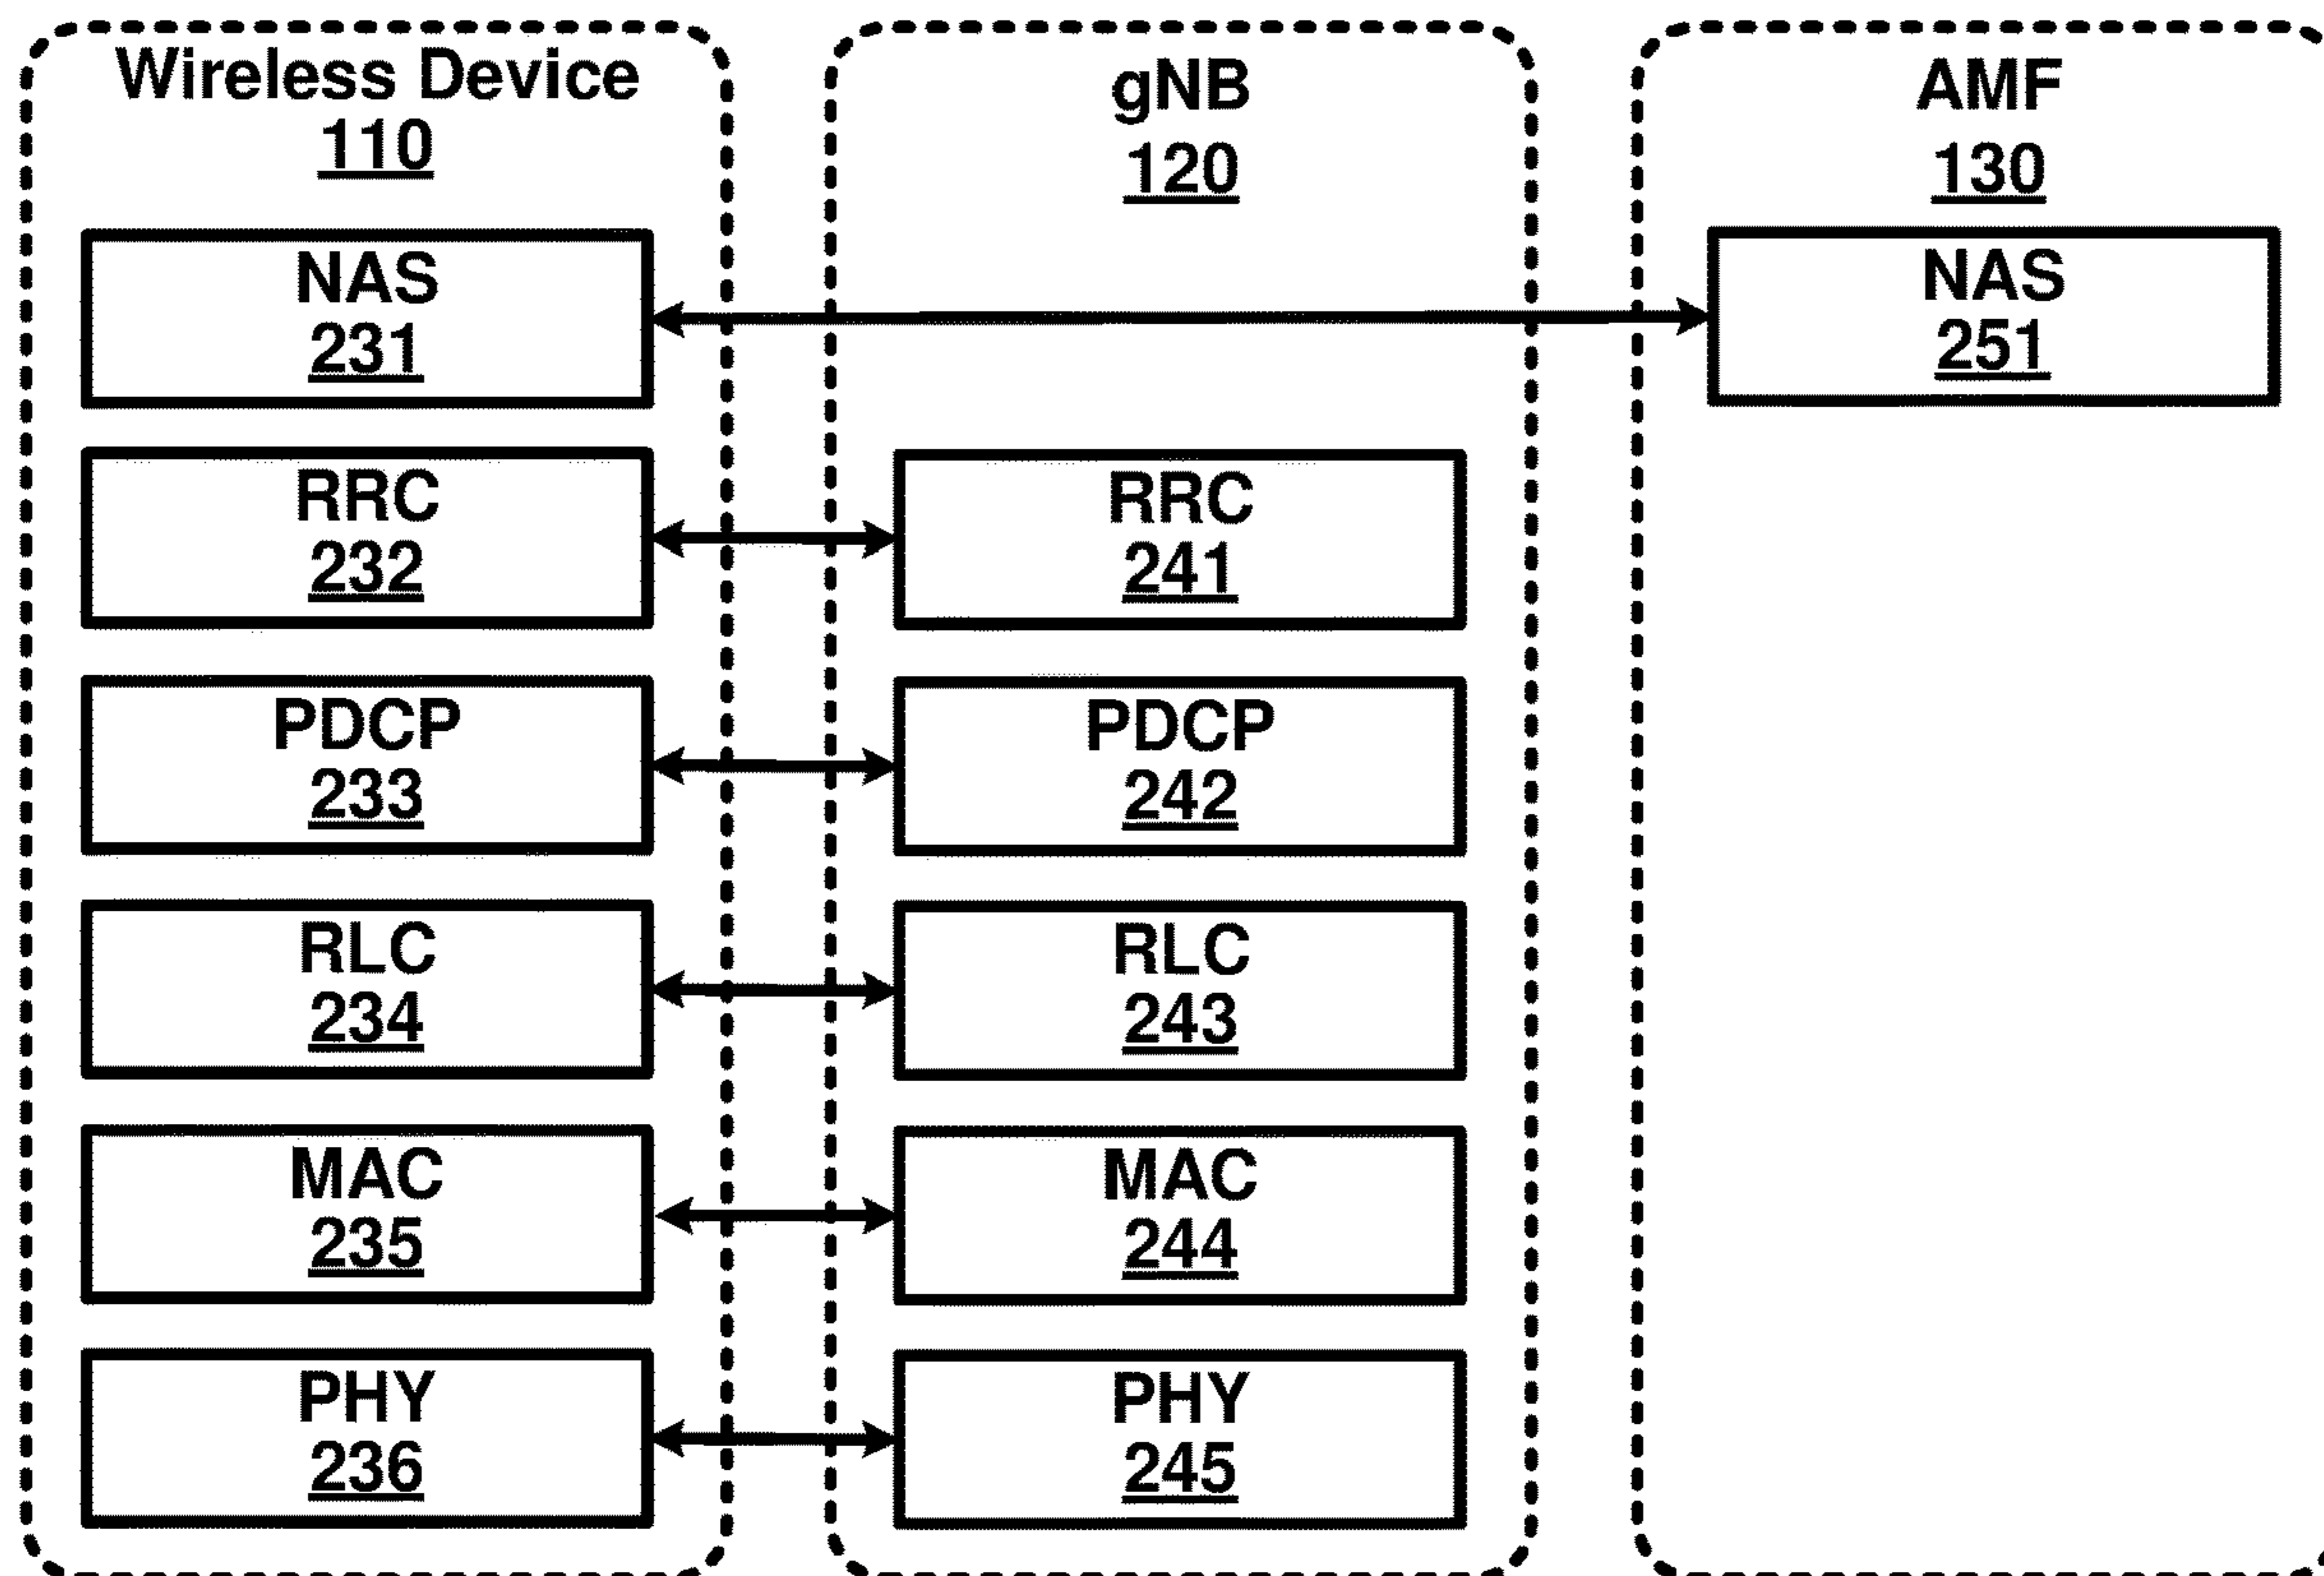 Wireless Device
110
gNB
120
AMF
130
NAS
231
NAS
251
RRC
232
RRC
241
PDCP
233
PDCP
242
RLC
234
RLC
243
MAC
235
MAC
244
PHY
236
PHY
245